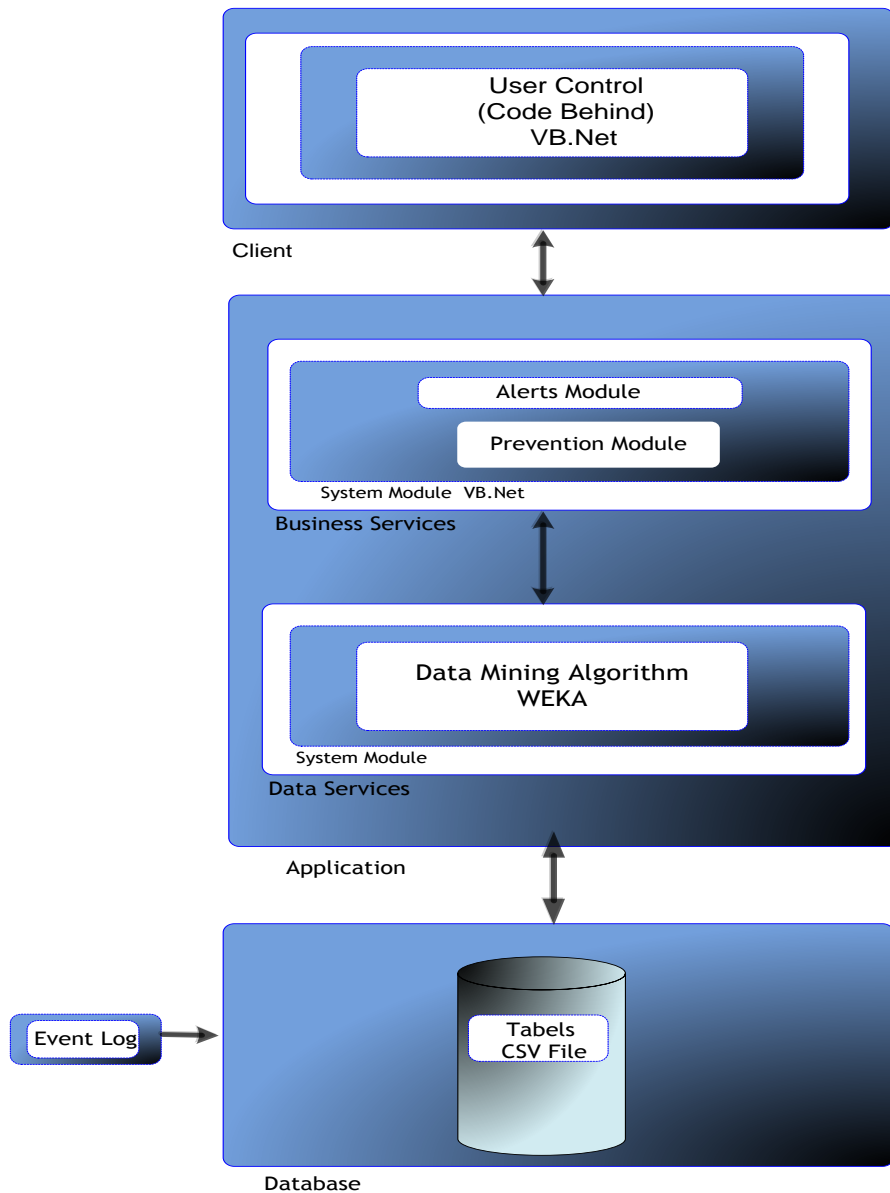 User Control
(Code Behind)
VB.Net
Client
Alerts Module
Prevention Module
System Module VB.Net
Business Services
Data Mining Algorithm
WEKA
System Module
Data Services
Application
Event Log
Tabels
CSV File
Database